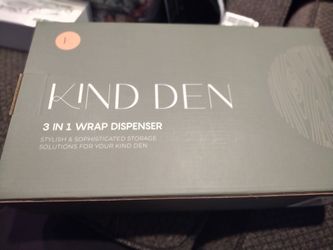 KIND DEN
3 IN 1 WRAP DISPENSER
STYLISH & SOPHISTICATED STORAGE
SOLUTIONS FOR YOUR KIND DEN